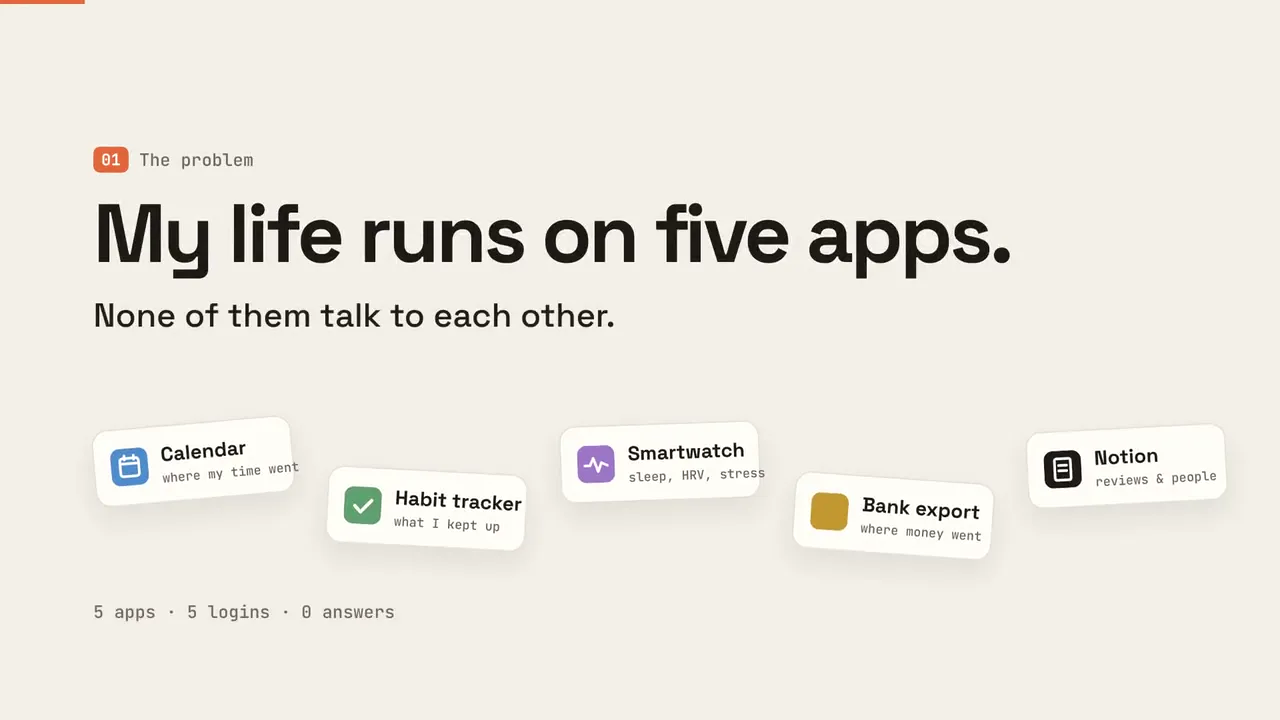 01 The problem
My life runs on five apps.
None of them talk to each other.
Calendar
where my time went
Habit tracker
what I kept up
Smartwatch
sleep, HRV, stress
Bank export
where money went
Notion
reviews & people
5 apps · 5 logins · 0 answers